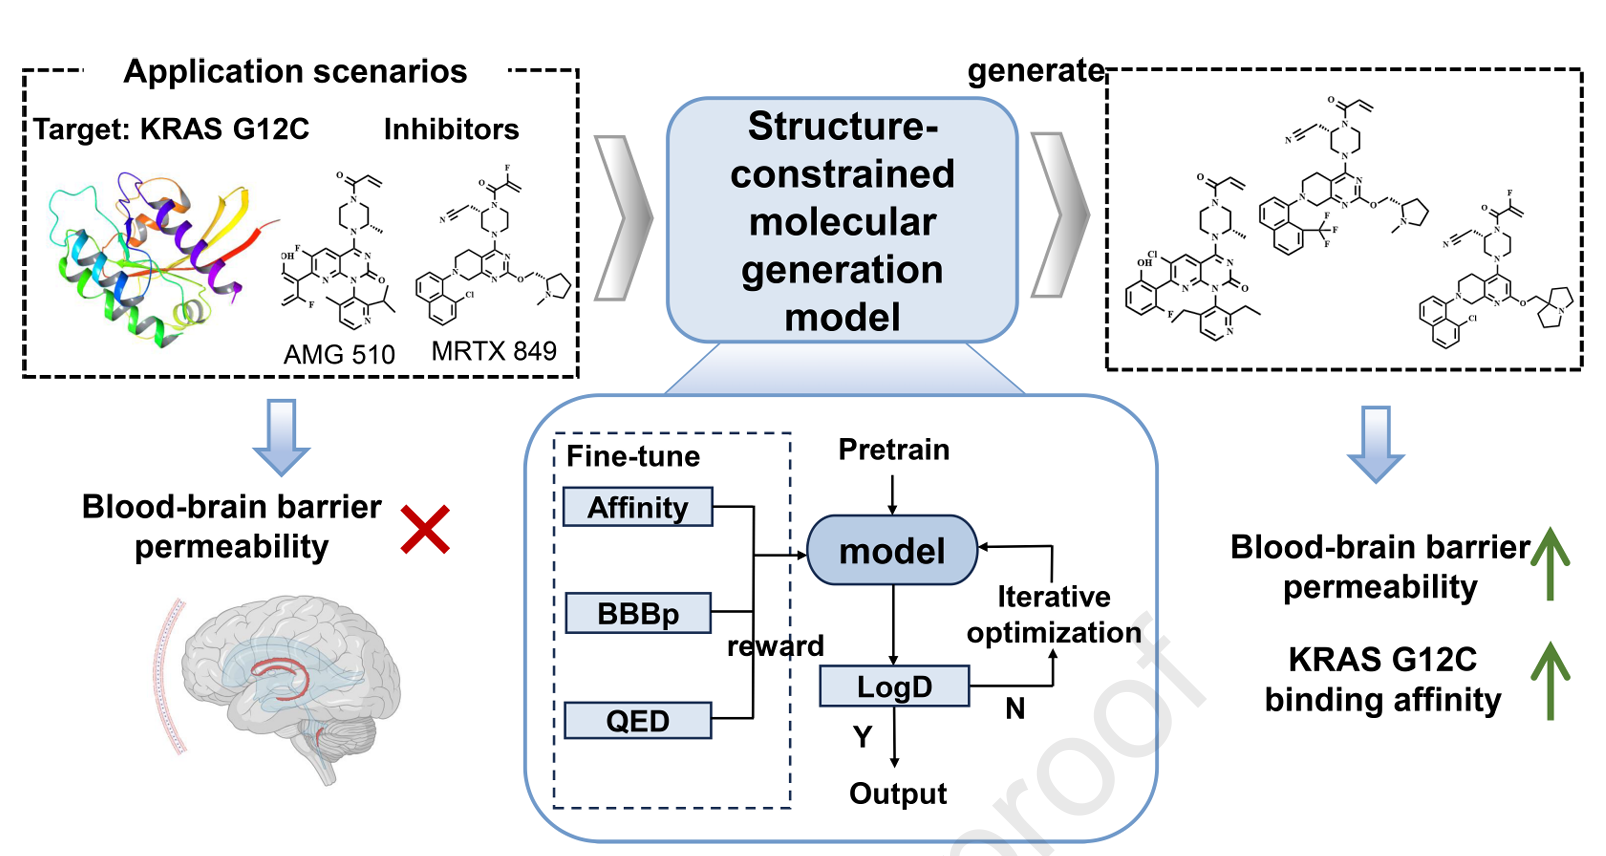 Application scenarios
Target: KRAS G12C
Inhibitors
AMG 510
MRTX 849
Blood-brain barrier
permeability
Structure-
constrained
molecular
generation
model
generate
Fine-tune
Affinity
BBBp
QED
reward
Pretrain
model
Iterative
optimization
LogD
N
Y
Output
Blood-brain barrier
permeability
KRAS G12C
binding affinity
proof